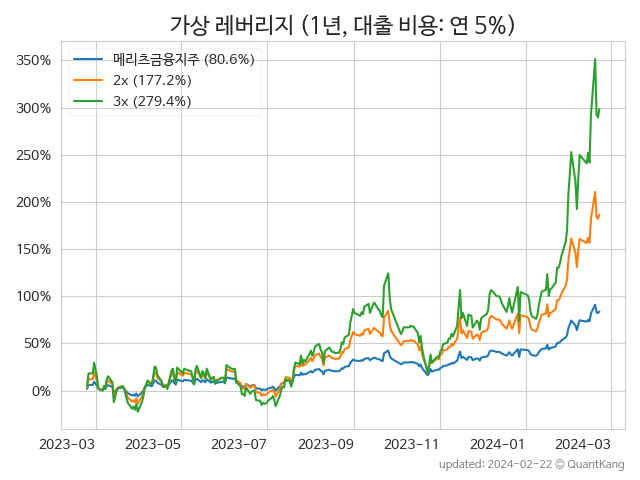 가상 레버리지 (1년, 대출 비용: 연 5%)
350%
300%
250%
200%
150%
100%
50%
0%
메리츠금융지주 (80.6%)
2x (177.2%)
3x (279.4%)
2023-03 2023-05 2023-07 2023-09 2023-11 2024-01 2024-03
updated: 2024-02-22 © QuantKang